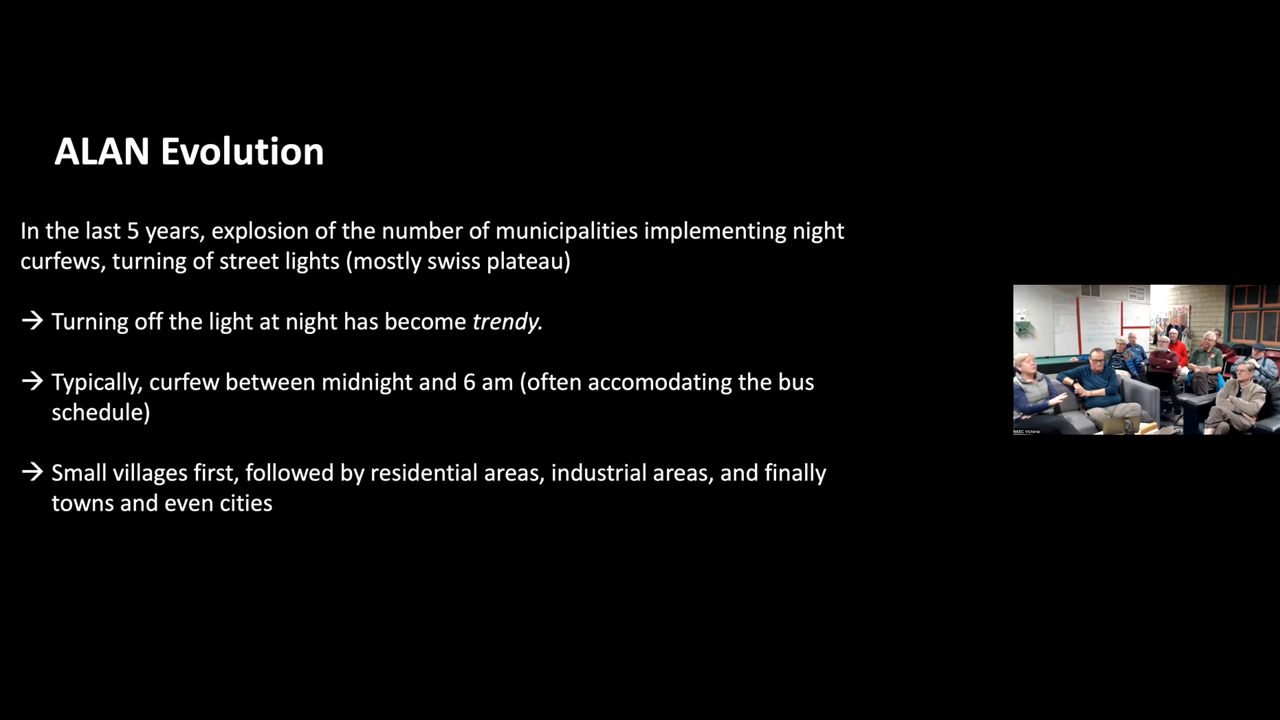 ALAN Evolution
In the last 5 years, explosion of the number of municipalities implementing night
curfews, turning of street lights (mostly swiss plateau)
→ Turning off the light at night has become trendy.
→ Typically, curfew between midnight and 6 am (often accomodating the bus
schedule)
→ Small villages first, followed by residential areas, industrial areas, and finally
towns and even cities
RASC Victoria